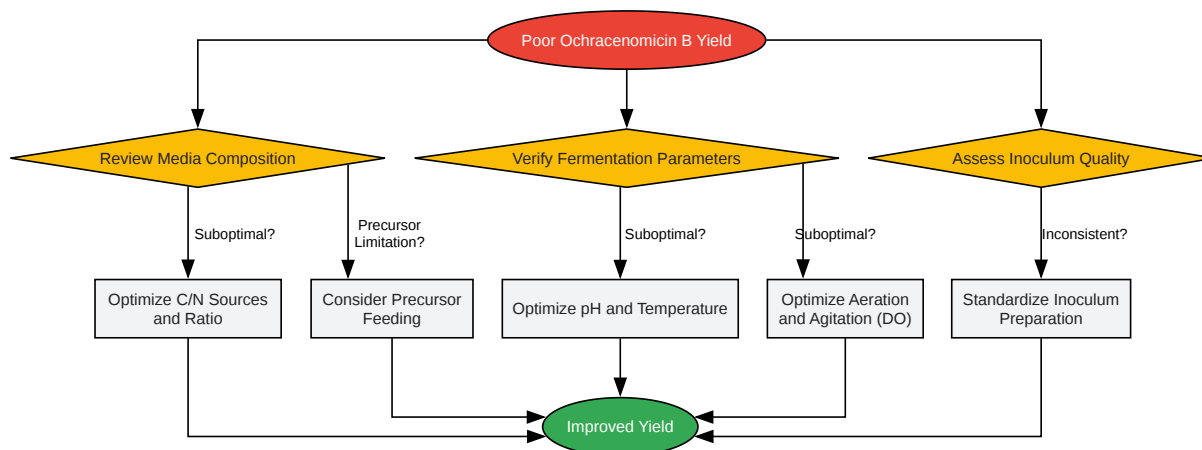 Poor Ochracenomicin B Yield
Review Media Composition
Verify Fermentation Parameters
Assess Inoculum Quality
Suboptimal?
Precursor
Limitation?
Suboptimal?
Suboptimal?
Inconsistent?
Optimize C/N Sources
and Ratio
Consider Precursor
Feeding
Optimize pH and Temperature
Optimize Aeration
and Agitation (DO)
Standardize Inoculum
Preparation
Improved Yield